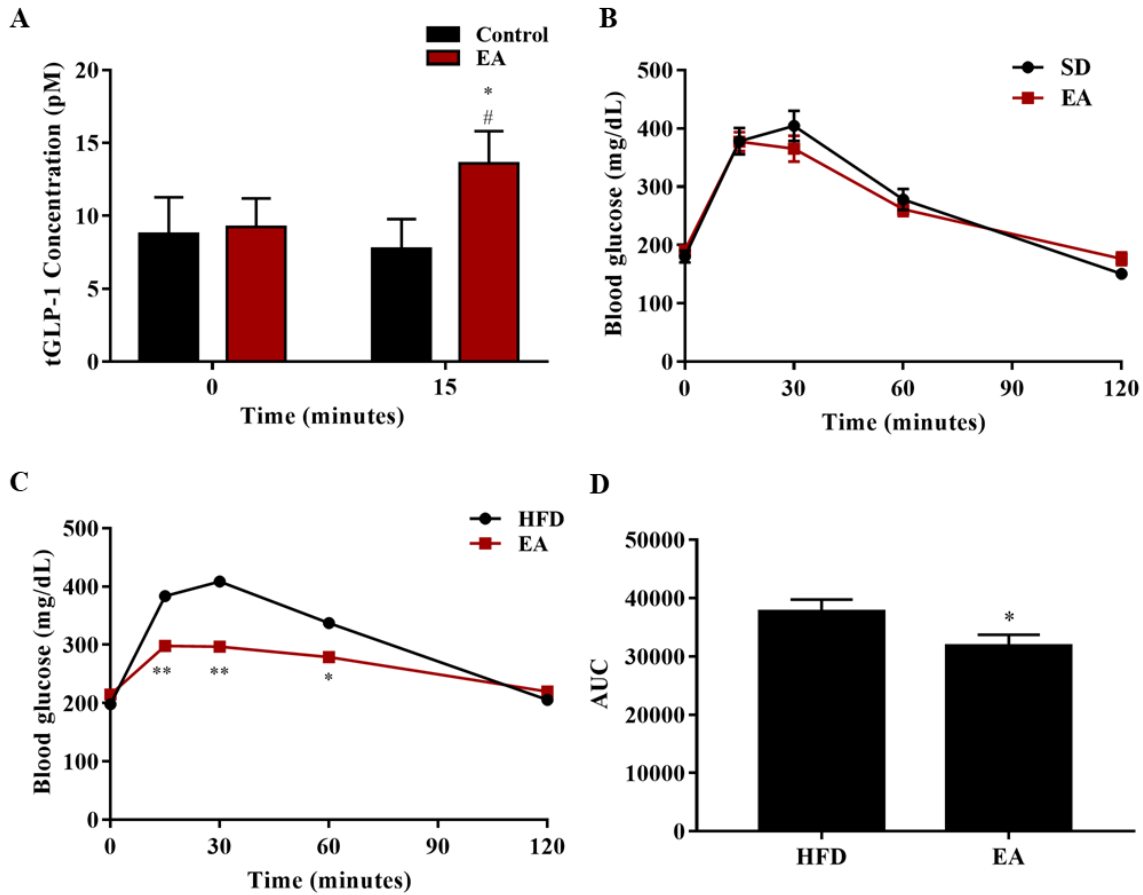 A
Control
EA
tGLP-1 Concentration (pM)
20
15
10
5
0
*
#
0
15
Time (minutes)
B
SD
EA
Blood glucose (mg/dL)
500
400
300
200
100
0
0
30
60
90
120
Time (minutes)
C
HFD
EA
Blood glucose (mg/dL)
500
400
300
200
100
0
**
**
*
0
30
60
90
120
Time (minutes)
D
AUC
50000
40000
30000
20000
10000
0
*
HFD
EA